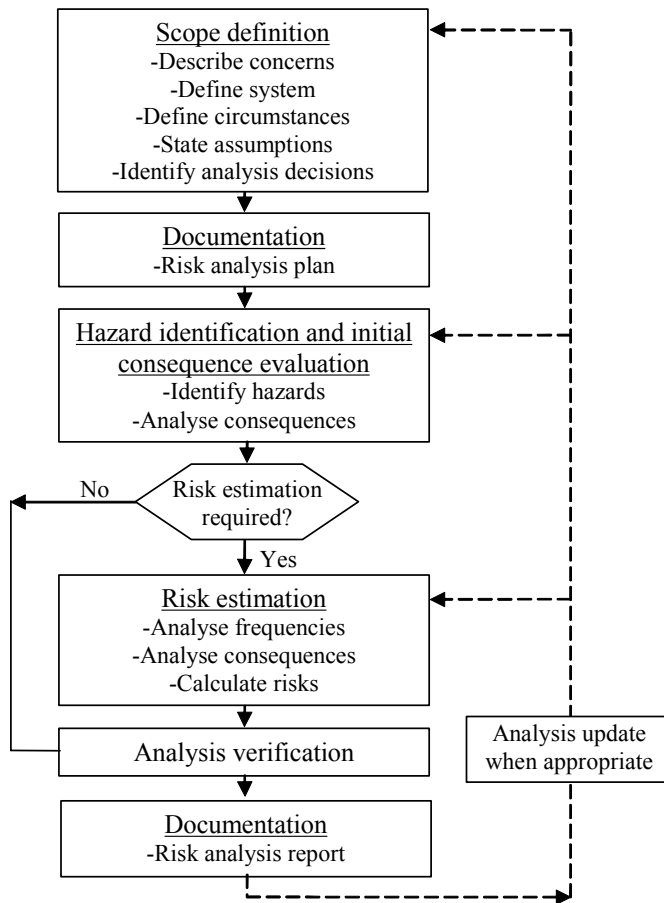 Scope definition
-Describe concerns
-Define system
-Define circumstances
-State assumptions
-Identify analysis decisions
Documentation
-Risk analysis plan
Hazard identification and initial
consequence evaluation
-Identify hazards
-Analyse consequences
No
Risk estimation
required?
Yes
Risk estimation
-Analyse frequencies
-Analyse consequences
-Calculate risks
Analysis verification
Analysis update
when appropriate
Documentation
-Risk analysis report